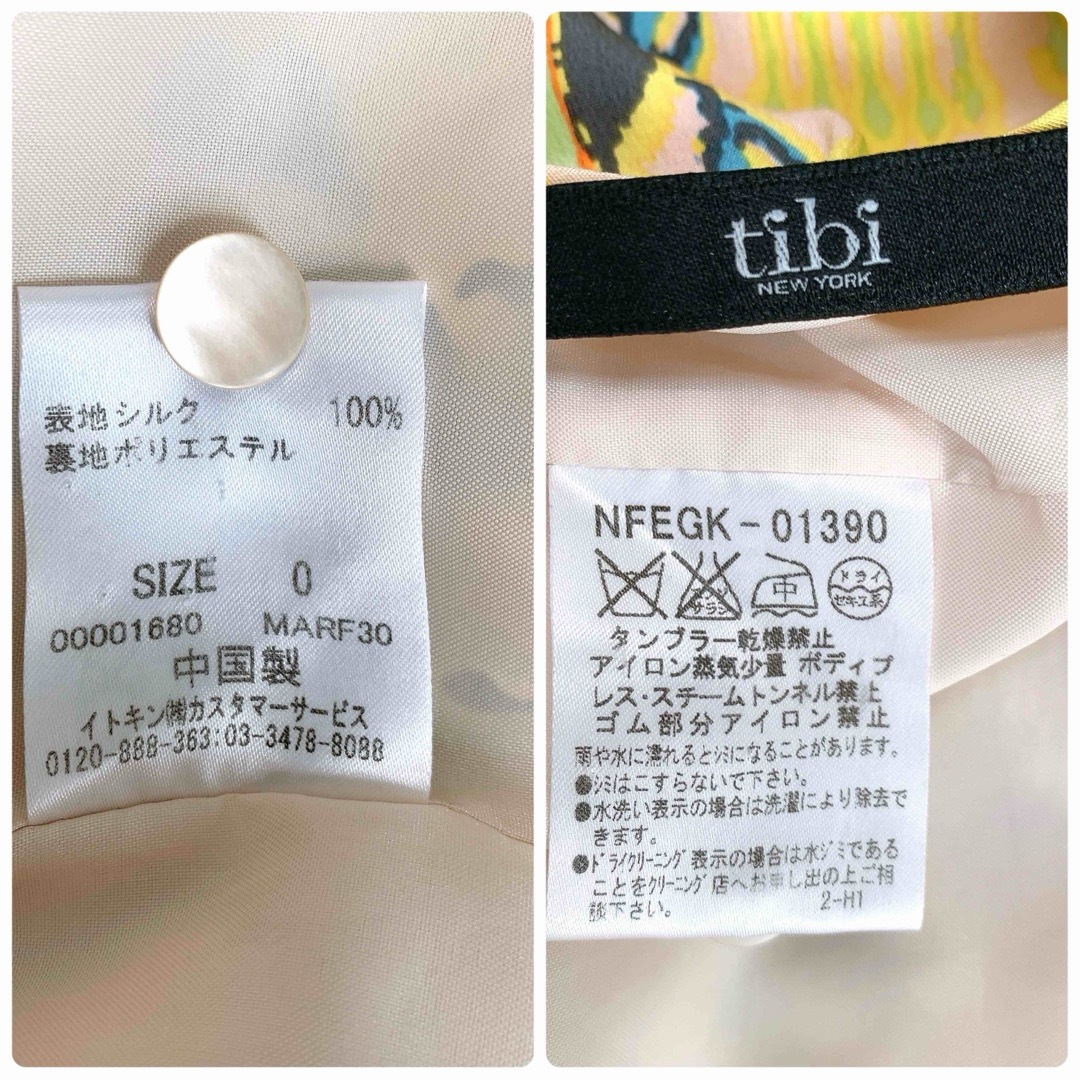 表地シルク 100%
裏地ポリエステル
SIZE 0
00001680 MARF30
中国製
イトキン㈱カスタマーサービス
0120-888-363:03-3478-8088
tibi
NEW YORK
NFEGK-01390
サラシ 中 ドライ
セキユ系
タンブラー乾燥禁止
アイロン蒸気少量 ボディプ
レス・スチームトンネル禁止
ゴム部分アイロン禁止
雨や水に濡れるとシミになることがあります。
●シミはこすらないで下さい。
●水洗い表示の場合は洗濯により除去で
きます。
●ドライクリーニング表示の場合は水ジミである
ことをクリーニング店へお申し出の上ご相
談下さい。 2-H1